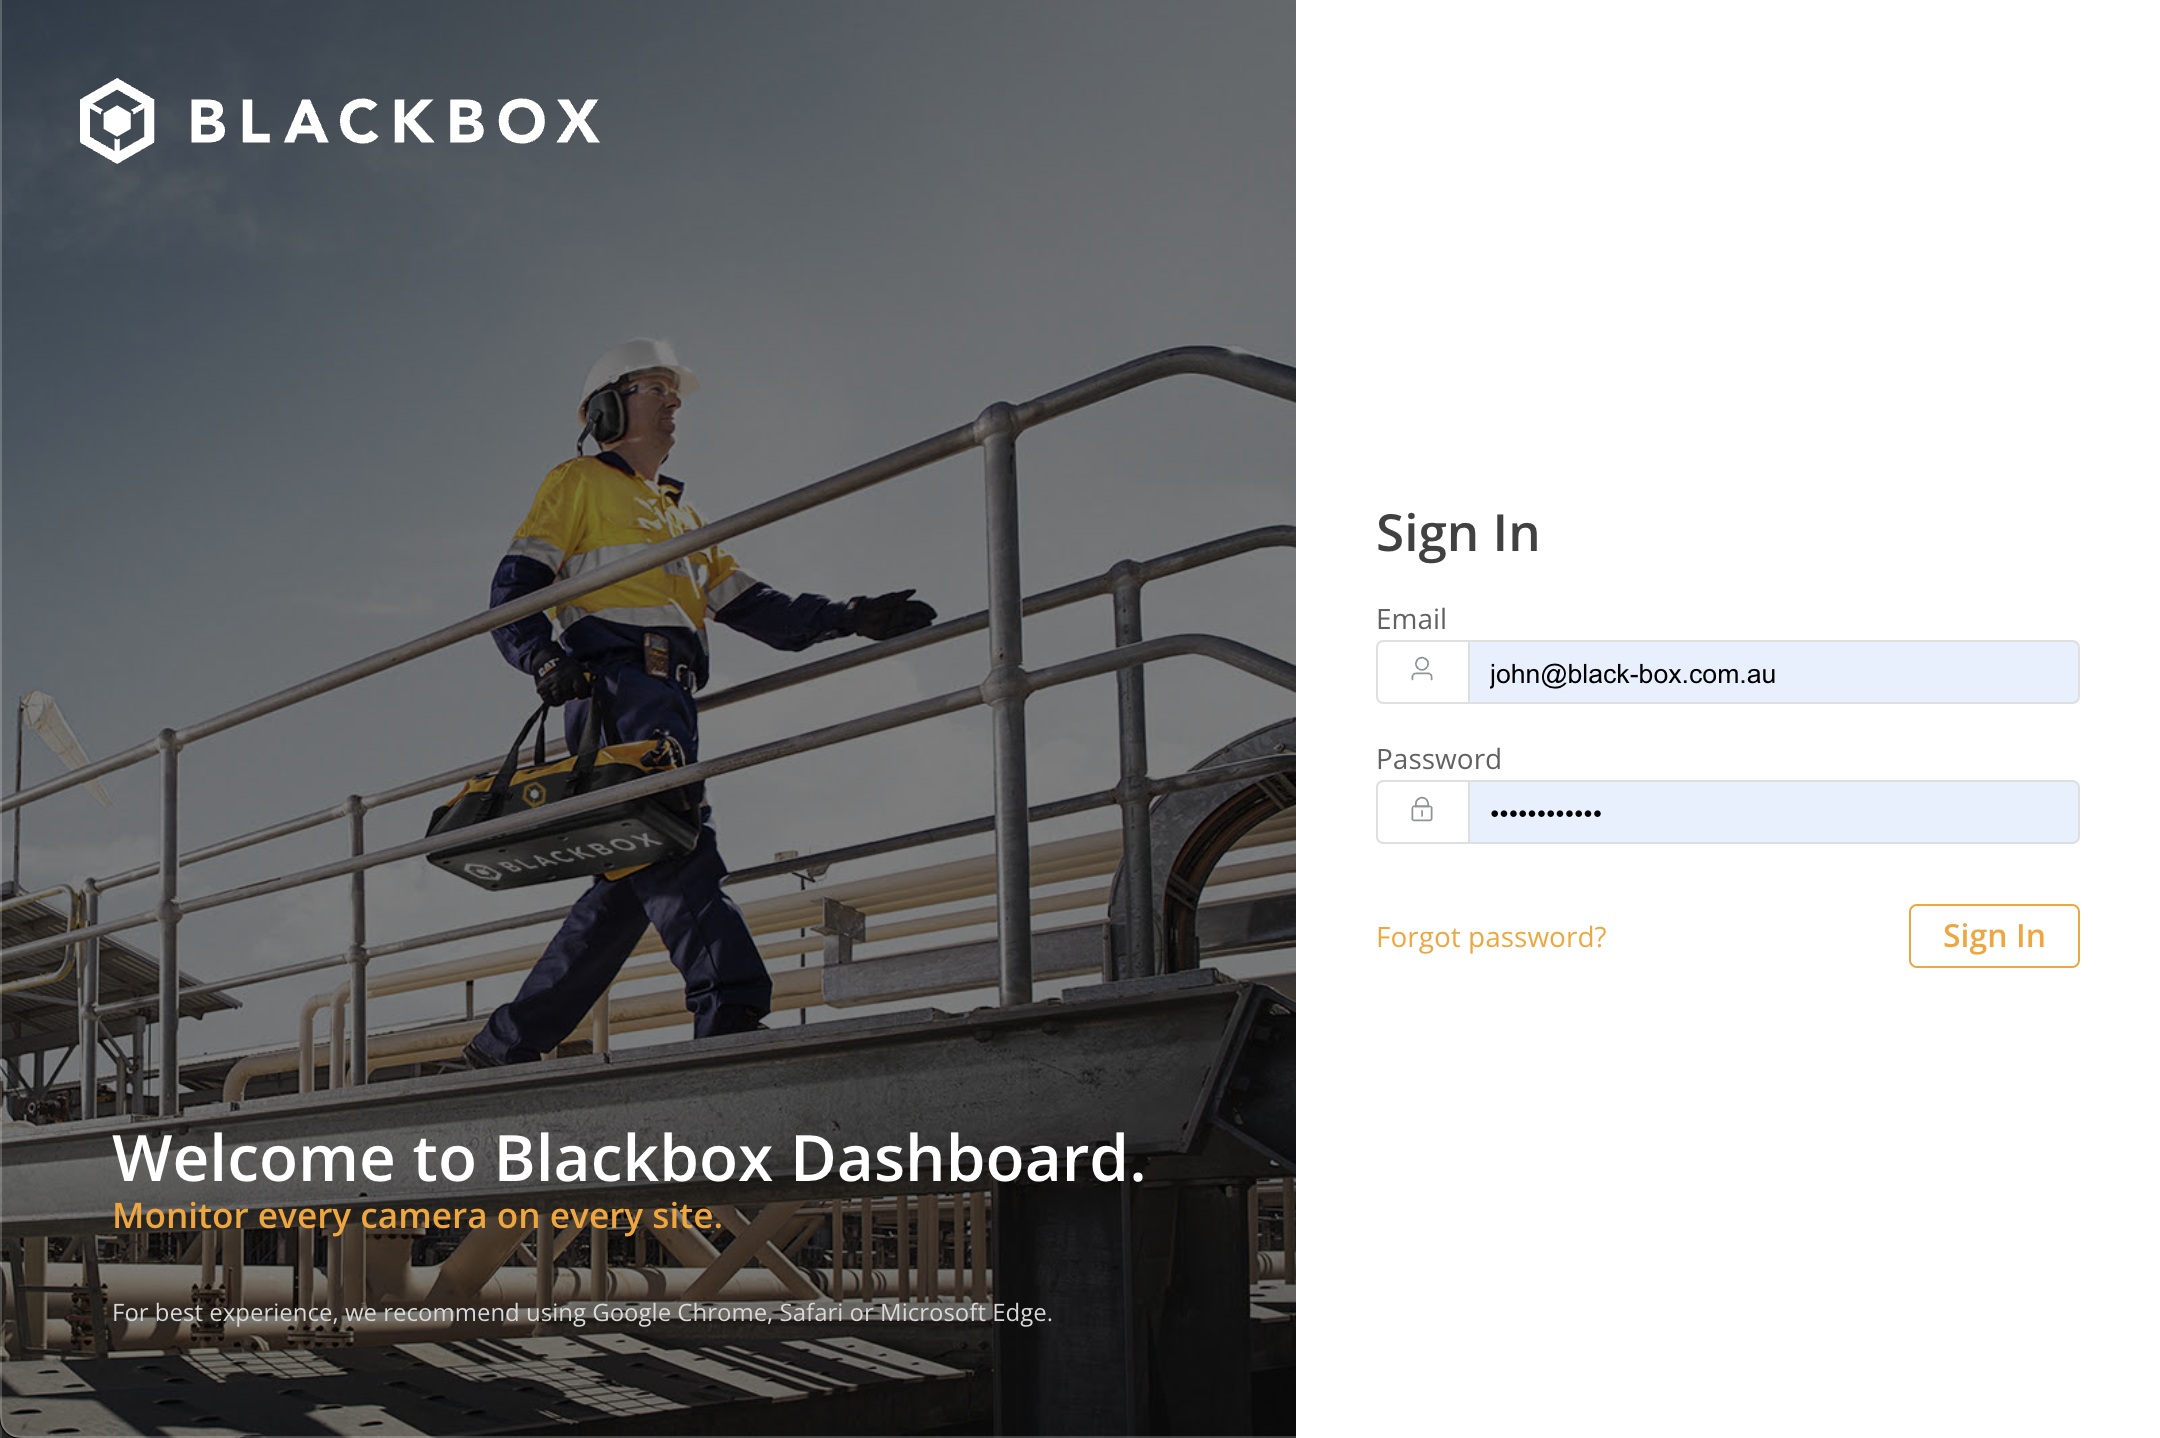 BLACKBOX
CAT
BLACKBOX
Welcome to Blackbox Dashboard.
Monitor every camera on every site.
For best experience, we recommend using Google Chrome, Safari or Microsoft Edge.
Sign In
Email
john@black-box.com.au
Password
••••••••••••
Forgot password?
Sign In